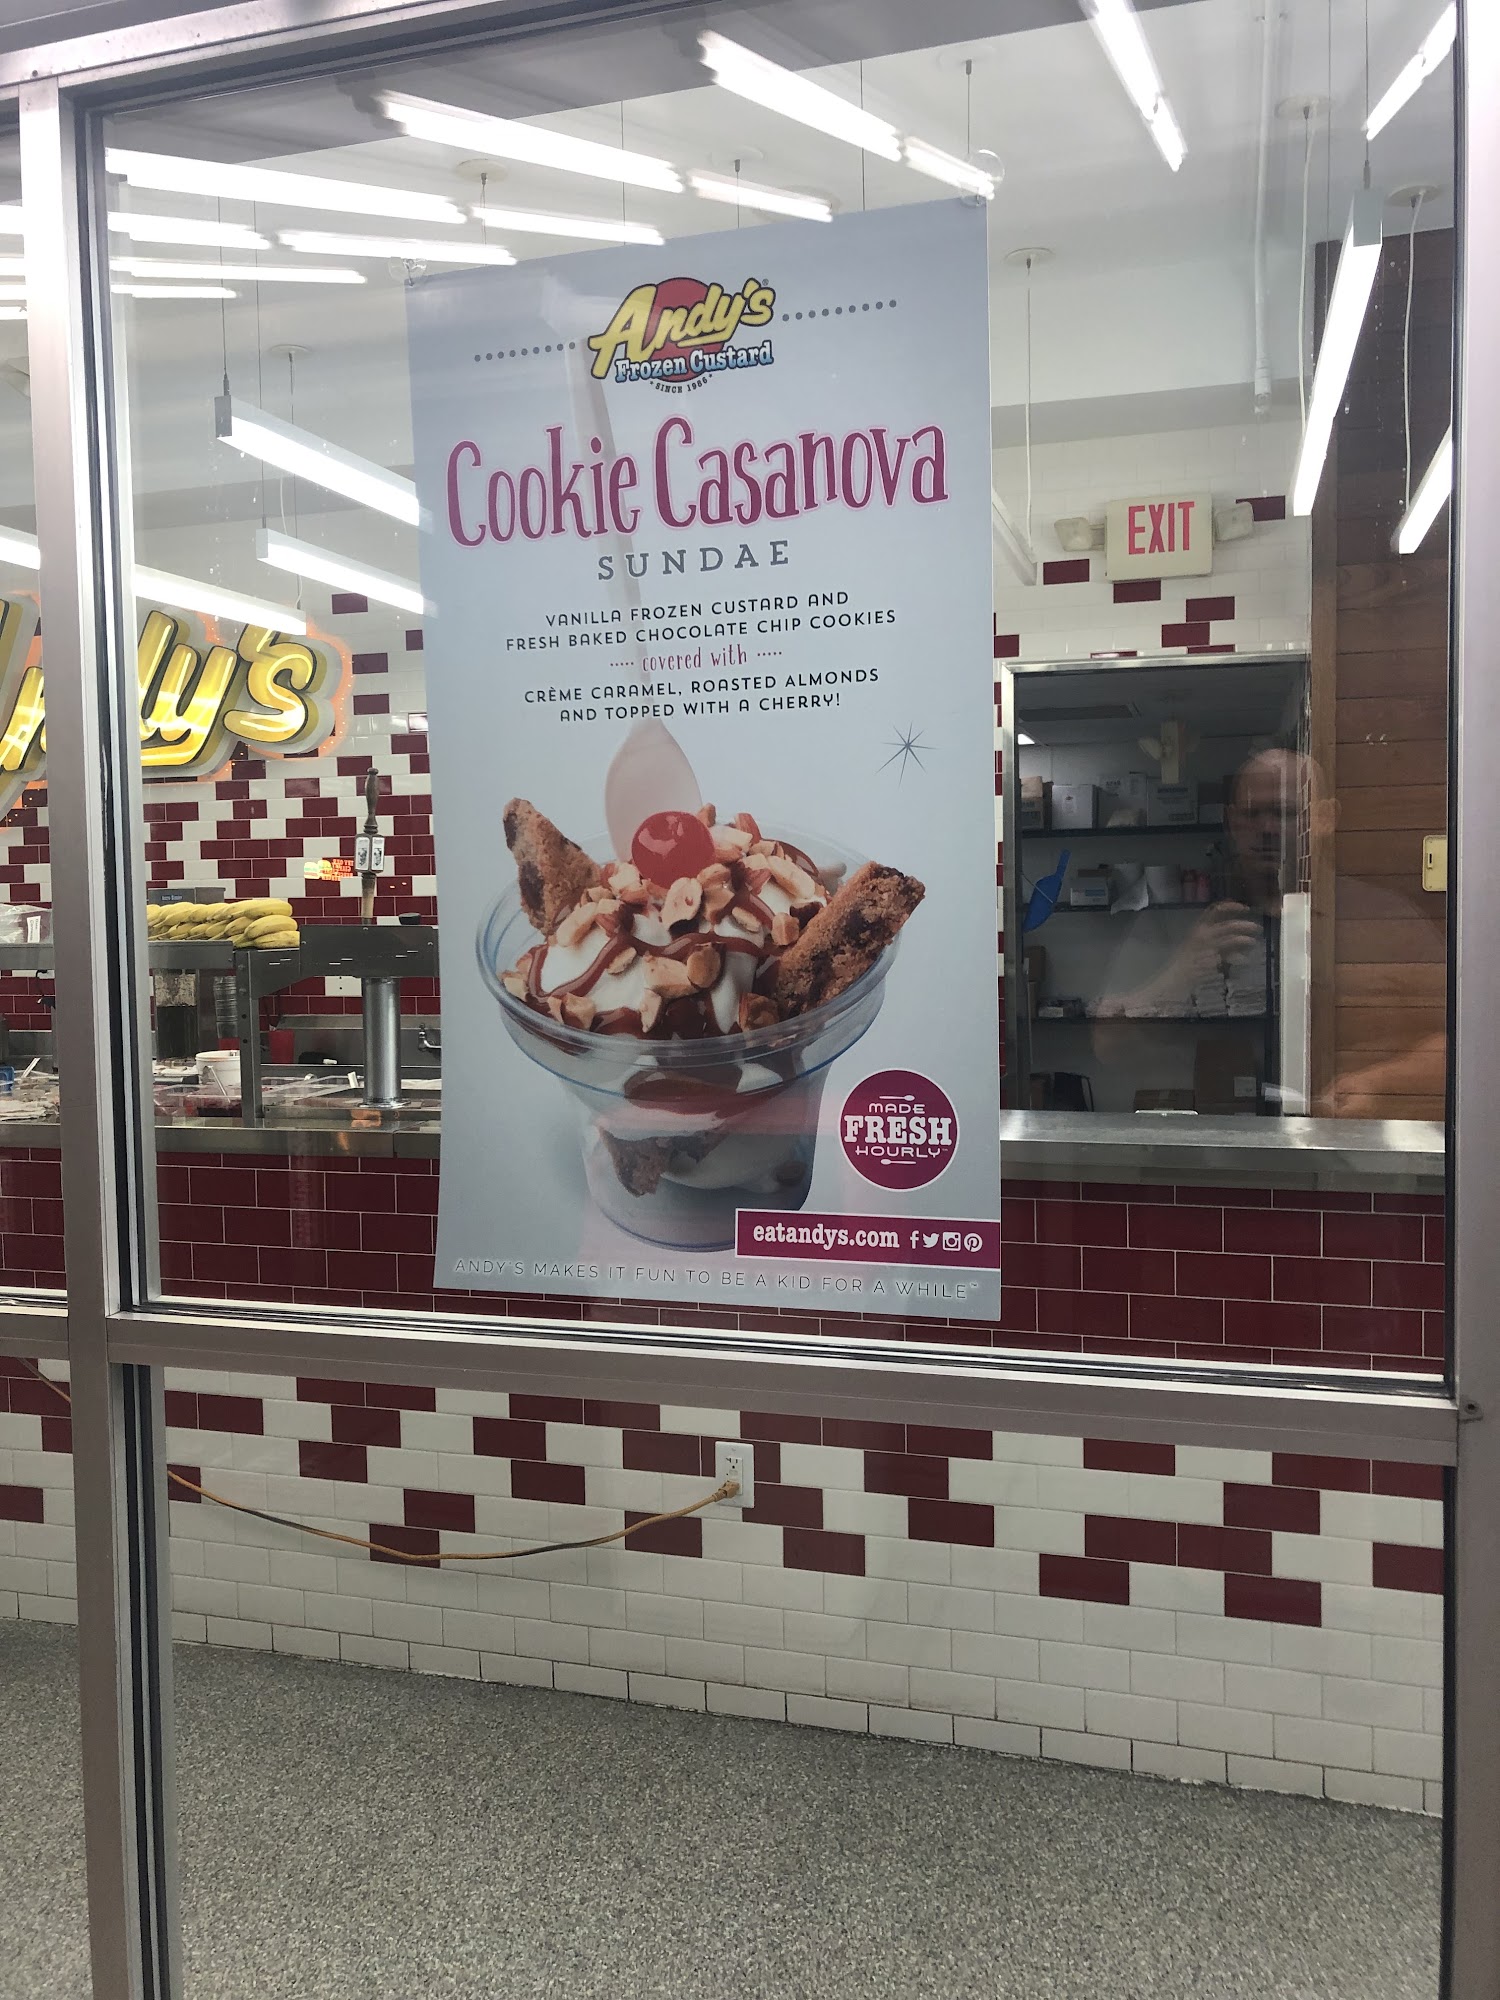 Andy's
Frozen Custard
SINCE 1986
Cookie Casanova
SUNDAE
VANILLA FROZEN CUSTARD AND
FRESH BAKED CHOCOLATE CHIP COOKIES
covered with
CRÈME CARAMEL, ROASTED ALMONDS
AND TOPPED WITH A CHERRY!
MADE
FRESH
HOURLY
eatandys.com
ANDY'S MAKES IT FUN TO BE A KID FOR A WHILE™
EXIT
ndy's